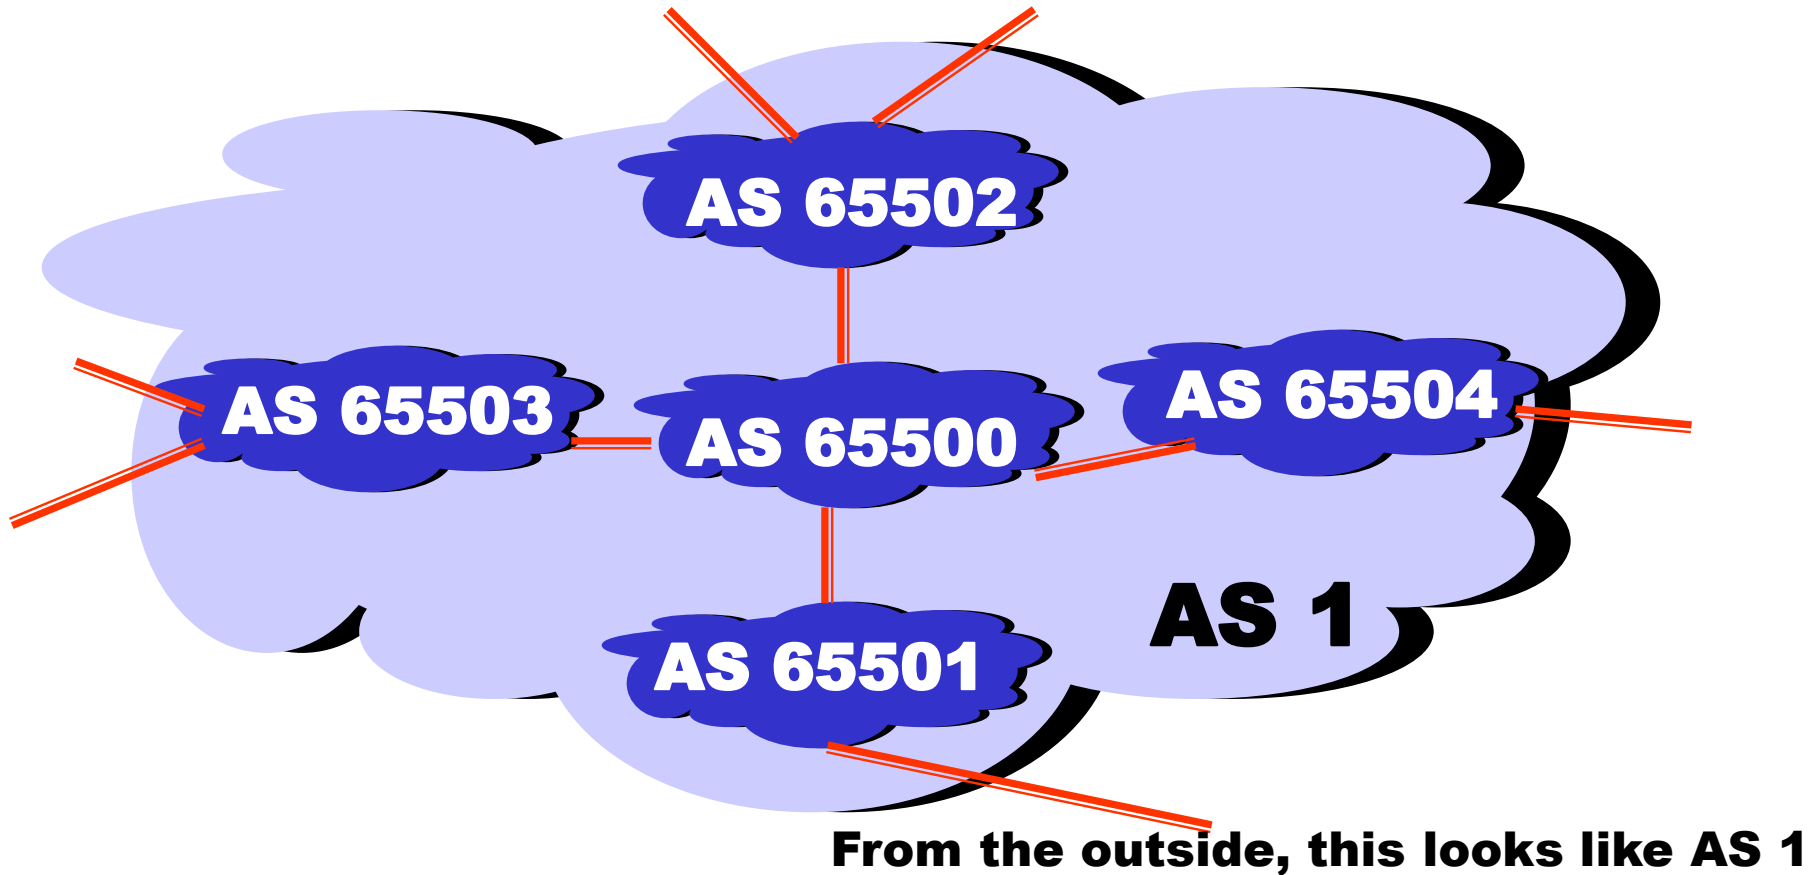 AS 65502
AS 65503
AS 65500
AS 65504
AS 65501
AS 1
From the outside, this looks like AS 1